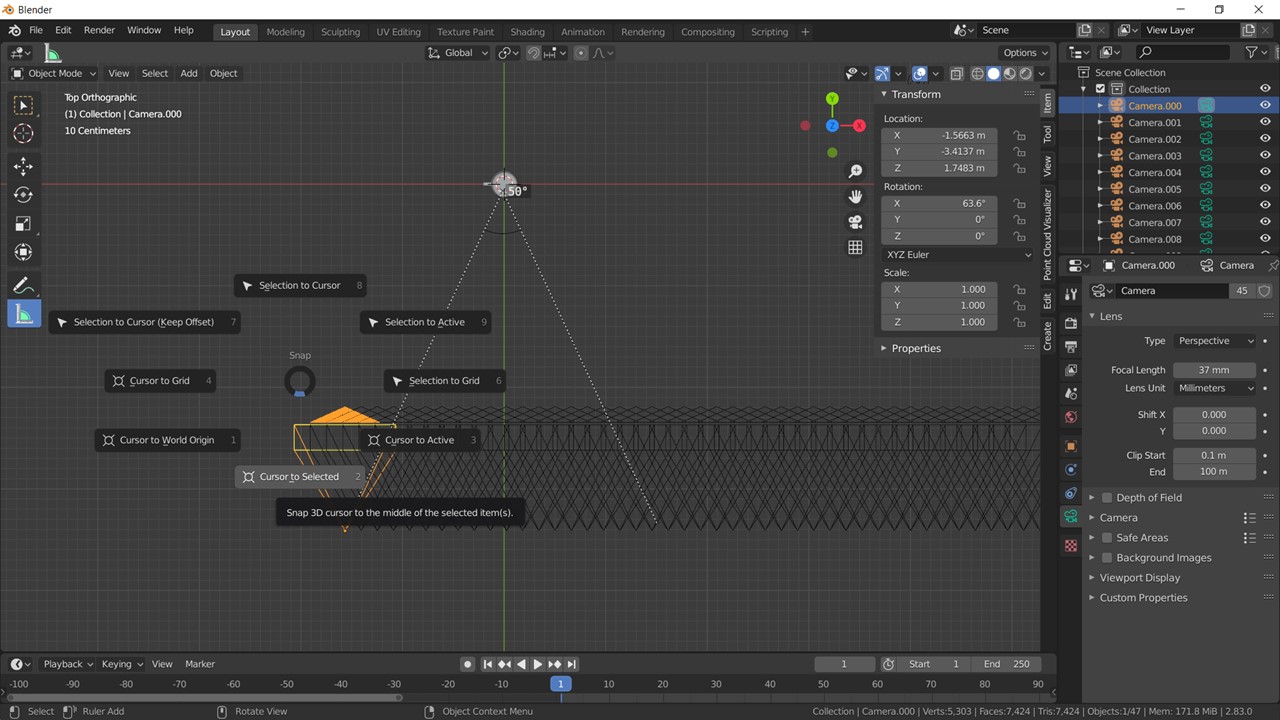 Blender
File Edit Render Window Help Layout Modeling Sculpting UV Editing Texture Paint Shading Animation Rendering Compositing Scripting + Scene View Layer
Global Options
Object Mode View Select Add Object
Top Orthographic
(1) Collection | Camera.000
10 Centimeters
50°
Y
Z X
Snap
Selection to Cursor 8
Selection to Cursor (Keep Offset) 7
Selection to Active 9
Cursor to Grid 4
Selection to Grid 6
Cursor to World Origin 1
Cursor to Active 3
Cursor to Selected 2
Snap 3D cursor to the middle of the selected item(s).
Transform
Location:
X -1.5663 m
Y -3.4137 m
Z 1.7483 m
Rotation:
X 63.6°
Y 0°
Z 0°
XYZ Euler
Scale:
X 1.000
Y 1.000
Z 1.000
Properties
Item
Tool
View
Point Cloud Visualizer
Edit
Create
Scene Collection
Collection
Camera.000
Camera.001
Camera.002
Camera.003
Camera.004
Camera.005
Camera.006
Camera.007
Camera.008
Camera.000 Camera
Camera 45
Lens
Type Perspective
Focal Length 37 mm
Lens Unit Millimeters
Shift X 0.000
Y 0.000
Clip Start 0.1 m
End 100 m
Depth of Field
Camera
Safe Areas
Background Images
Viewport Display
Custom Properties
Playback Keying View Marker 1 Start 1 End 250
-100 -90 -80 -70 -60 -50 -40 -30 -20 -10 1 10 20 30 40 50 60 70 80 90
Select Ruler Add Rotate View Object Context Menu Collection | Camera.000 | Verts:5,303 | Faces:7,424 | Tris:7,424 | Objects:1/47 | Mem: 171.8 MiB | 2.83.0